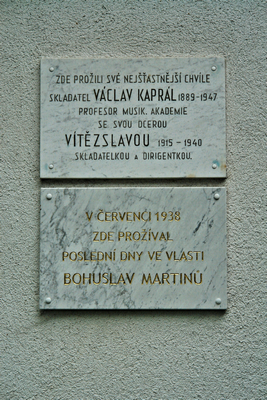 ZDE PROŽILI SVÉ NEJŠŤASTNĚJŠÍ CHVÍLE
SKLADATEL VÁCLAV KAPRÁL 1889-1947
PROFESOR MUSIK. AKADEMIE
SE SVOU DCEROU
VÍTĚZSLAVOU 1915 - 1940
SKLADATELKOU A DIRIGENTKOU.
V ČERVENCI 1938
ZDE PROŽÍVAL
POSLEDNÍ DNY VE VLASTI
BOHUSLAV MARTINŮ